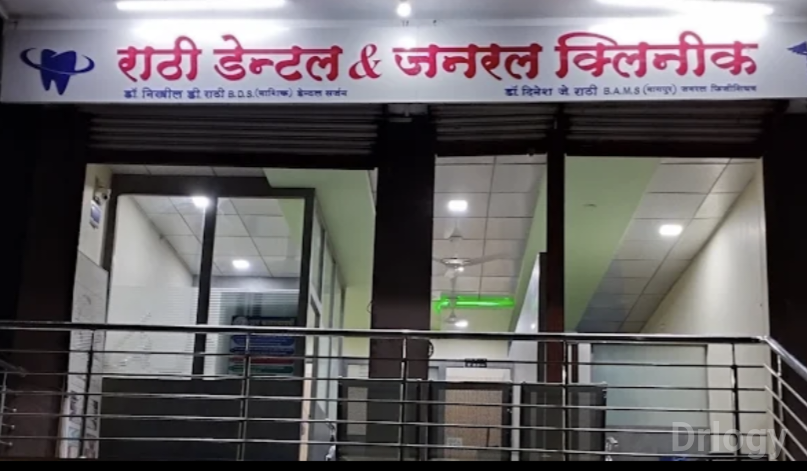 राठी डेन्टल & जनरल क्लिनीक
डॉ निखील डी राठी B.D.S.(नाशिक) डेन्टल सर्जन
डॉ दिनेश जे राठी B.A.M.S (नागपुर) जनरल फिजीशियन
Drlogy